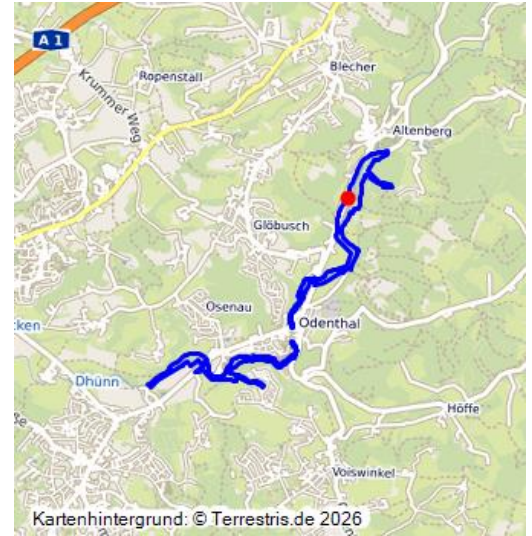 A 1
Ropenstall
Blecher
Krummer Weg
Altenberg
Glöbusch
Osenau
Odenthal
cken
Dhünn
Höffe
Voiswinkel
Kartenhintergrund: © Terrestris.de 2026